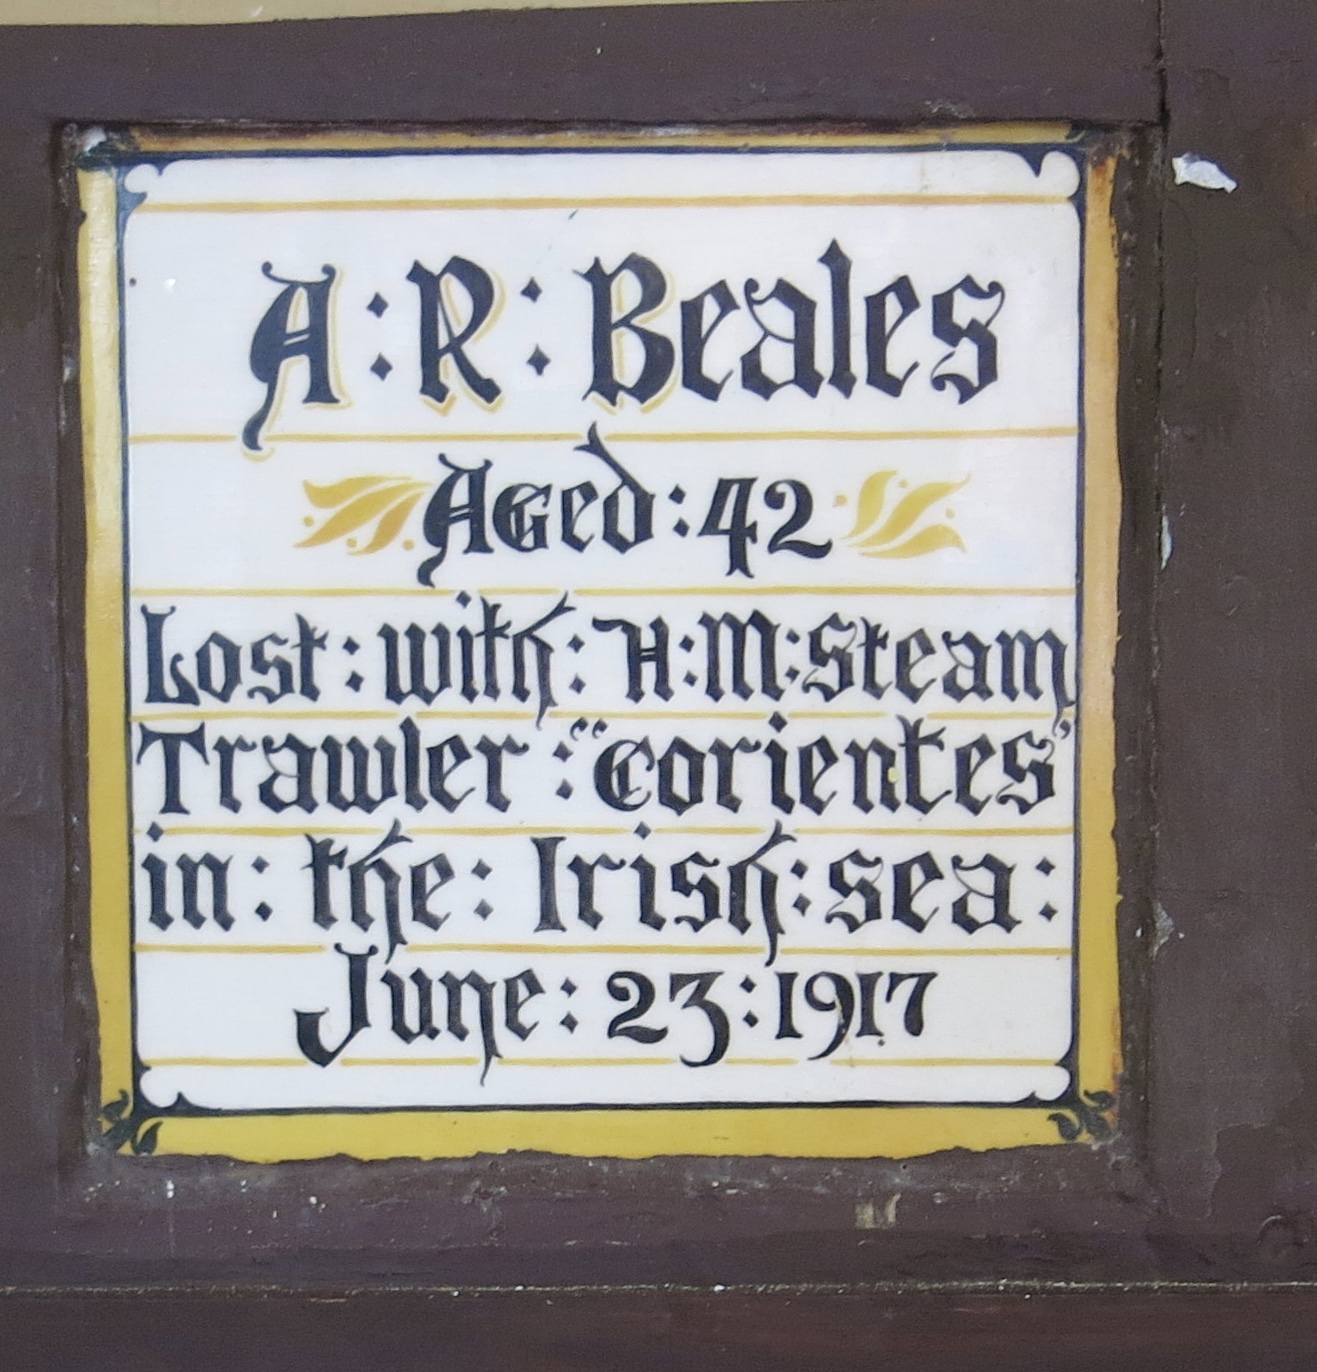 A:R:Beales
Aged:42
Lost:with:H:M:Steam
Trawler:"Corientes"
in:the:Irish:sea:
June:23:1917